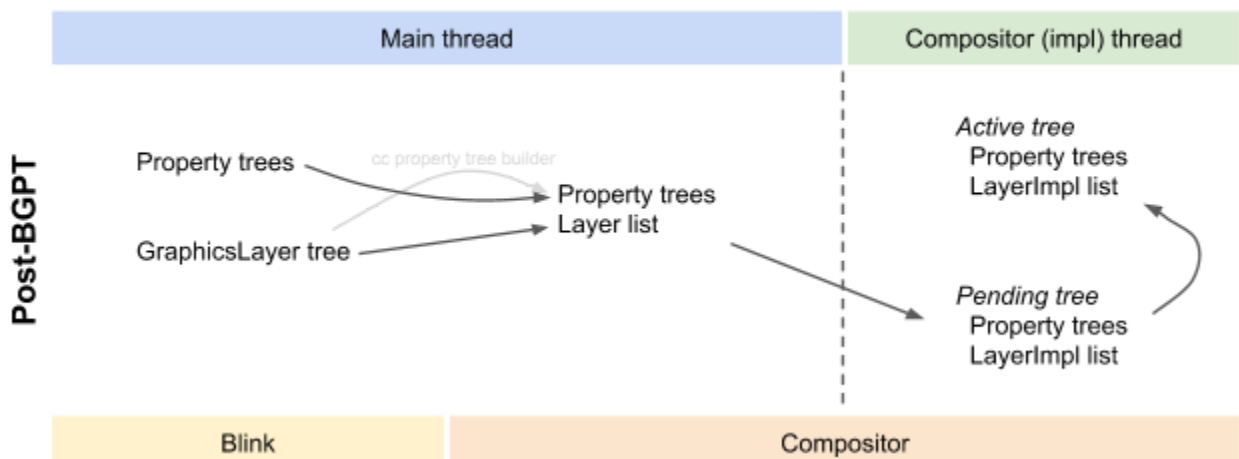 Main thread
Compositor (impl) thread
Post-BGPT
Property trees
GraphicsLayer tree
cc property tree builder
Property trees
Layer list
Active tree
Property trees
LayerImpl list
Pending tree
Property trees
LayerImpl list
Blink
Compositor